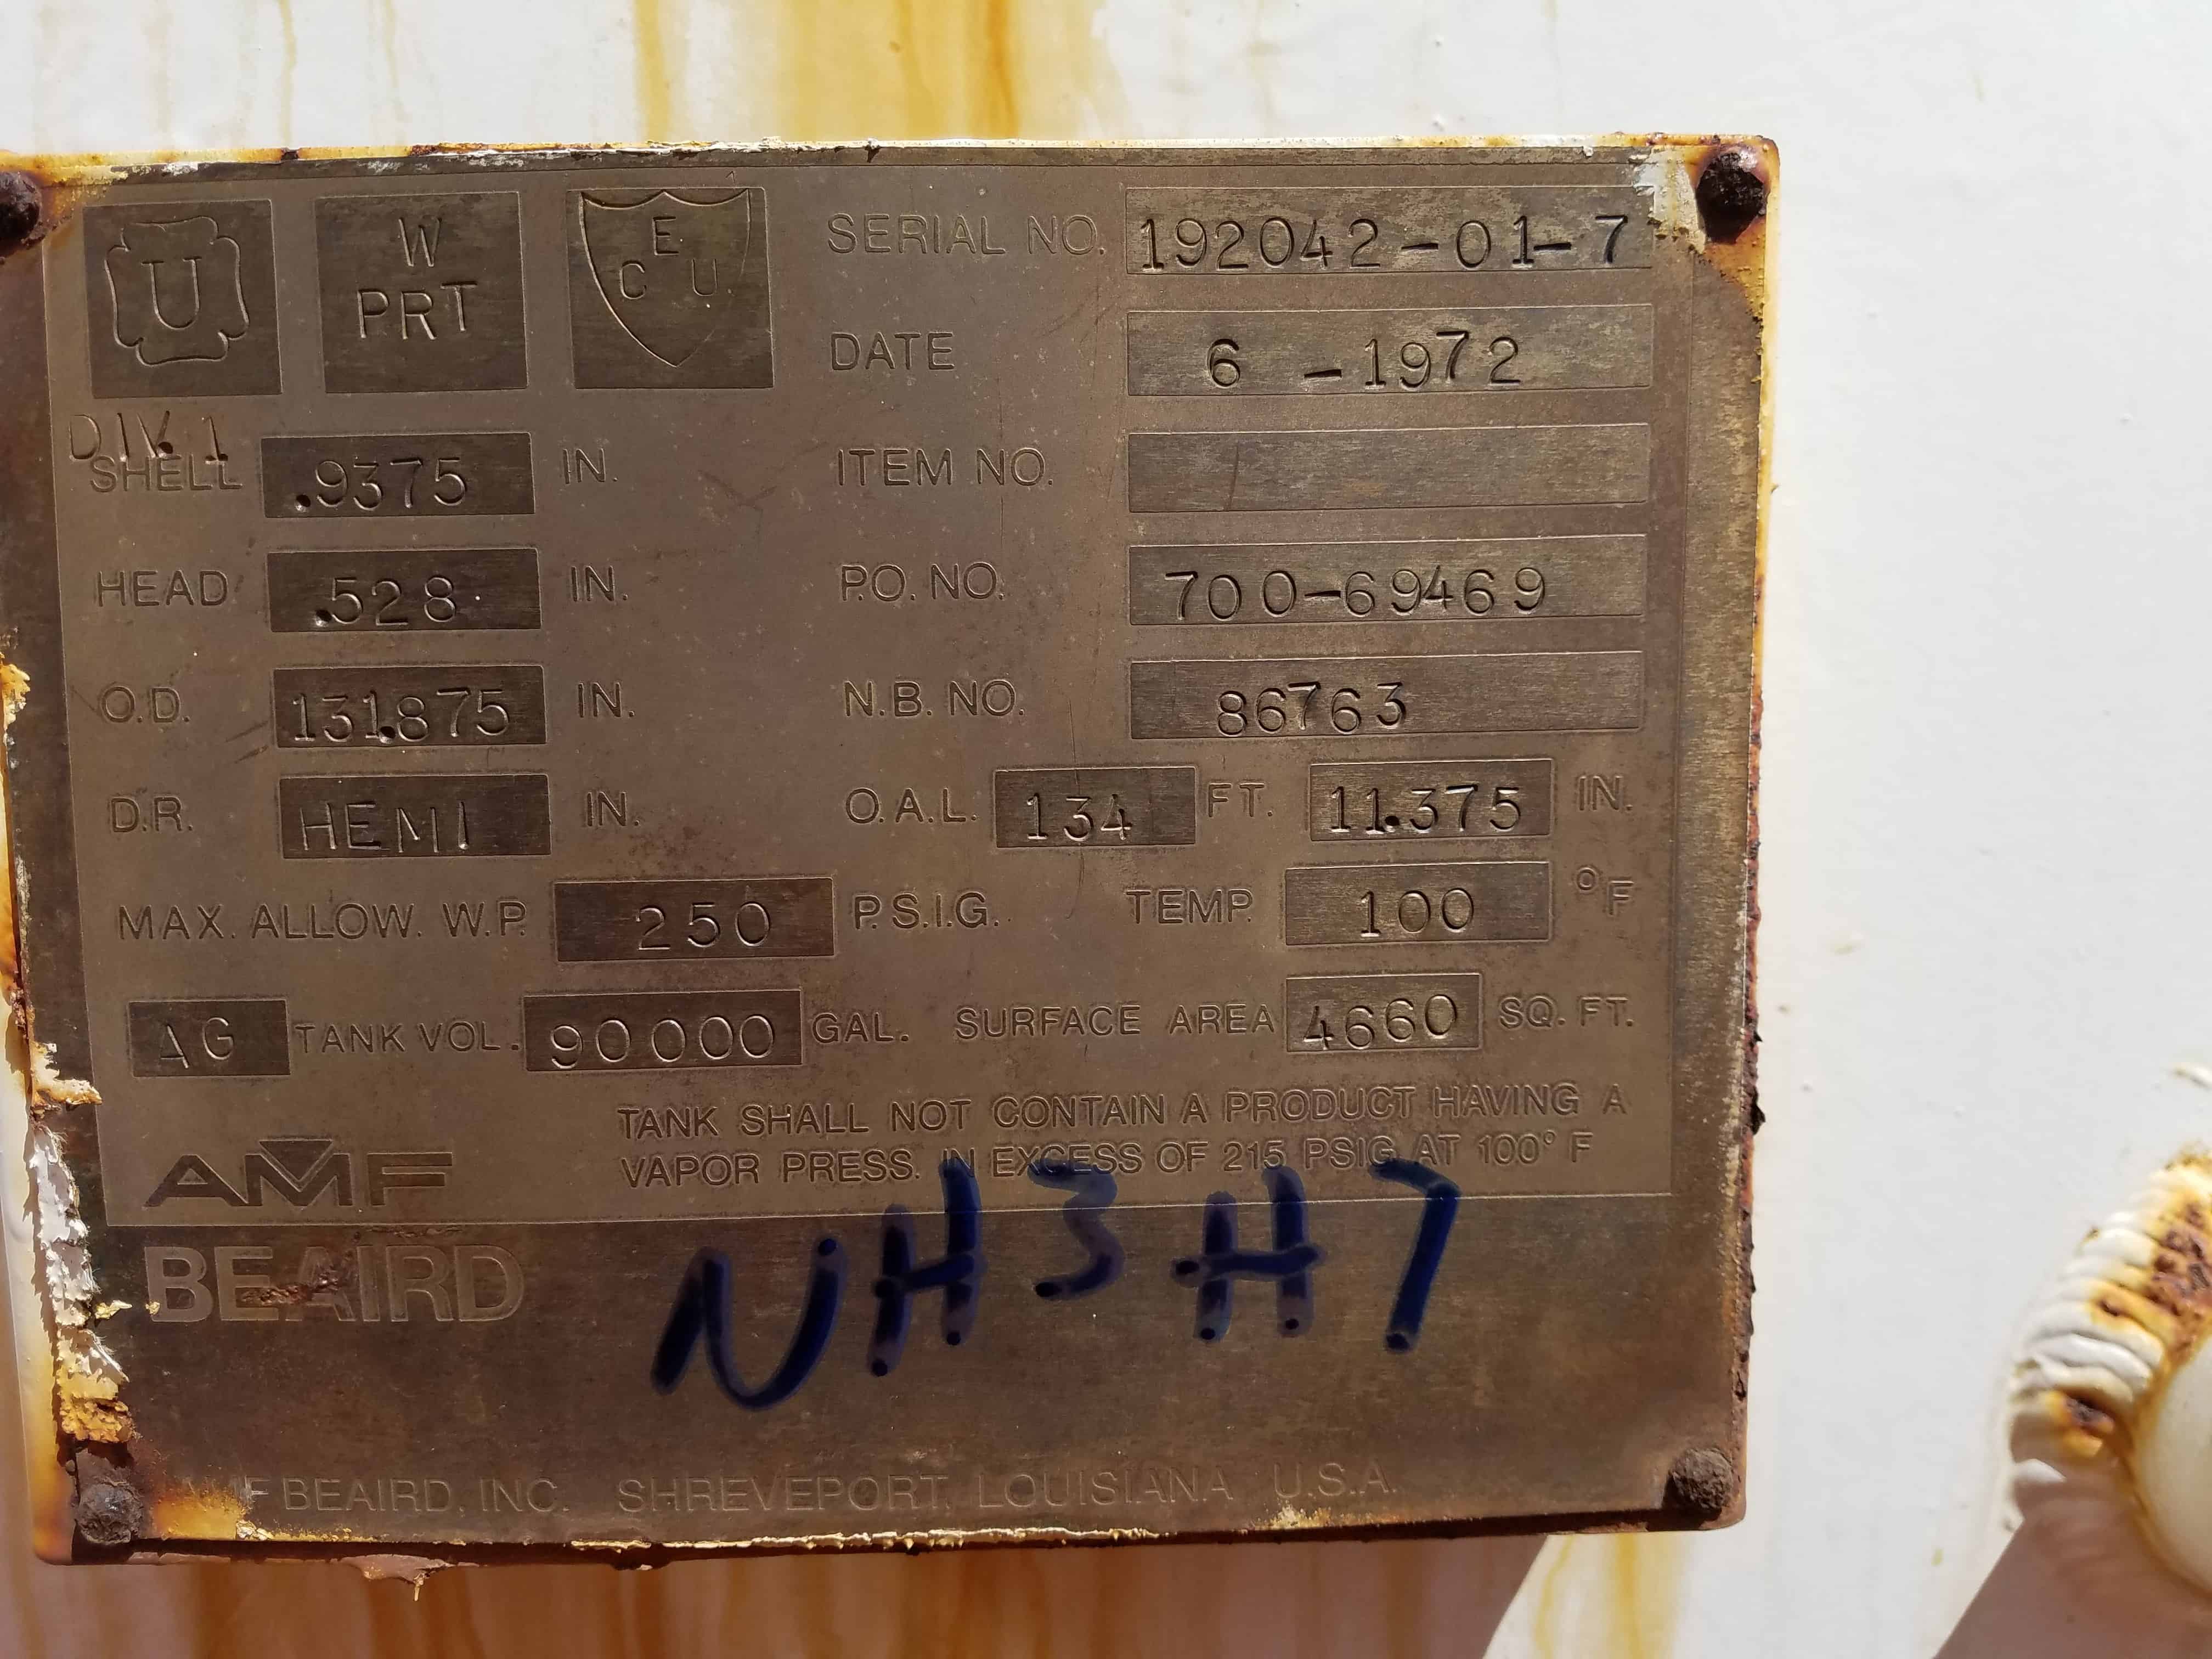 U W PRT E C U SERIAL NO. 192042-01-7
DATE 6 -1972
DIV. 1
SHELL .9375 IN. ITEM NO.
HEAD .528 IN. P.O. NO. 700-69469
O.D. 131.875 IN. N.B. NO. 86763
D.R. HEMI IN. O.A.L. 134 FT. 11.375 IN.
MAX. ALLOW. W.P. 250 P.S.I.G. TEMP. 100 °F
AG TANK VOL. 90000 GAL. SURFACE AREA 4660 SQ. FT.
TANK SHALL NOT CONTAIN A PRODUCT HAVING A
VAPOR PRESS. IN EXCESS OF 215 PSIG AT 100° F
AMF
BEAIRD
NH3 H7
AMF BEAIRD, INC. SHREVEPORT, LOUISIANA U.S.A.